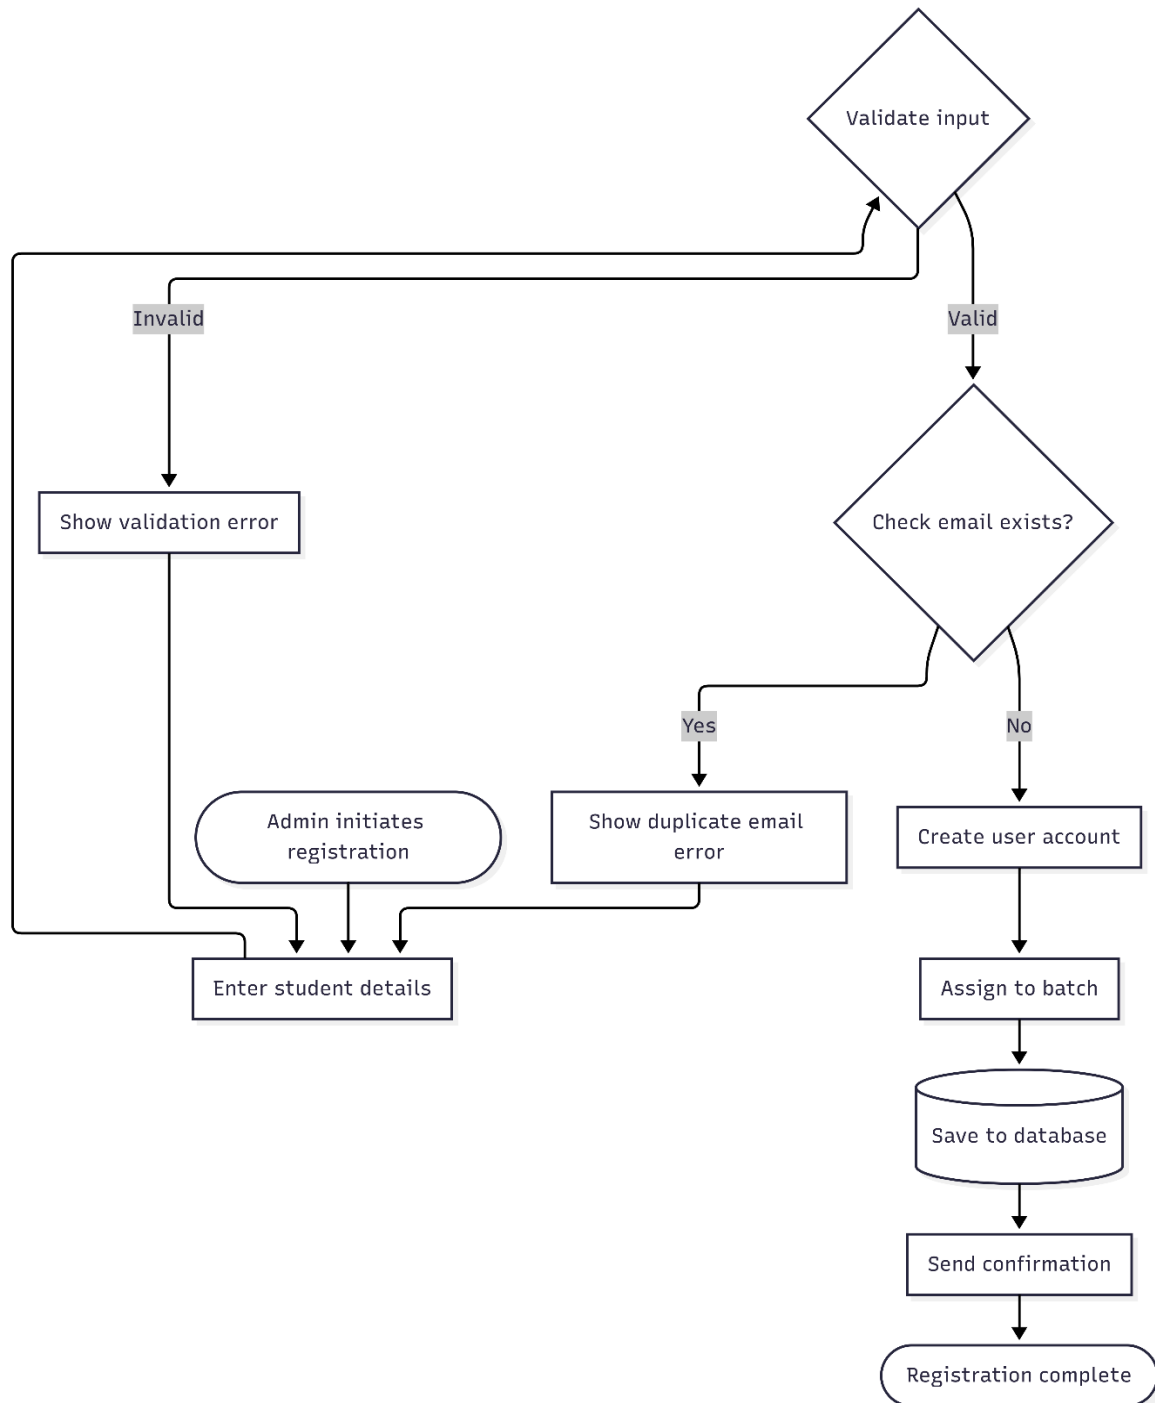 Validate input
Invalid
Valid
Show validation error
Check email exists?
Yes
No
Admin initiates
registration
Show duplicate email
error
Create user account
Enter student details
Assign to batch
Save to database
Send confirmation
Registration complete